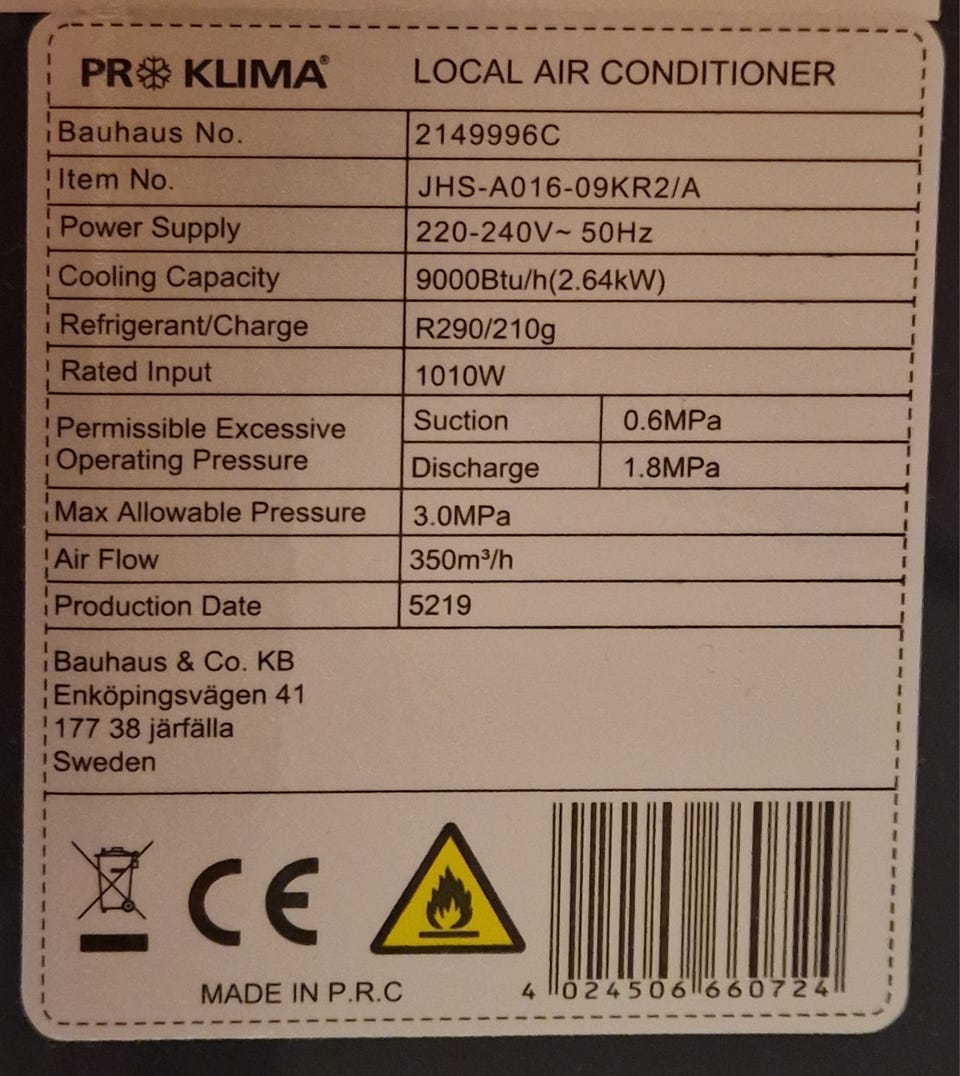 PRO KLIMA® LOCAL AIR CONDITIONER
Bauhaus No. 2149996C
Item No. JHS-A016-09KR2/A
Power Supply 220-240V~ 50Hz
Cooling Capacity 9000Btu/h(2.64kW)
Refrigerant/Charge R290/210g
Rated Input 1010W
Permissible Excessive
Operating Pressure
Suction 0.6MPa
Discharge 1.8MPa
Max Allowable Pressure 3.0MPa
Air Flow 350m³/h
Production Date 5219
Bauhaus & Co. KB
Enköpingsvägen 41
177 38 järfälla
Sweden
CE
MADE IN P.R.C
4 024506 660724